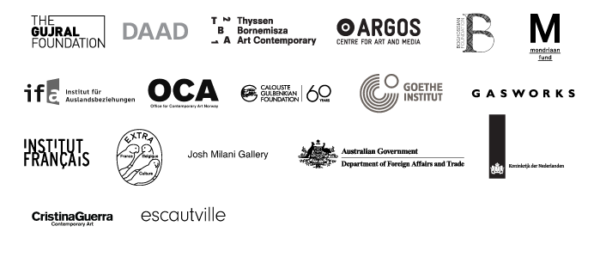 THE
GUJRAL
FOUNDATION
DAAD
T B A Thyssen
Bornemisza
Art Contemporary
ARGOS
CENTRE FOR ART AND MEDIA
BOGHOSSIAN
FOUNDATION
B
M
mondriaan
fund
ifa Institut für
Auslandsbeziehungen
OCA
Office for Contemporary Art Norway
CALOUSTE
GULBENKIAN
FOUNDATION
60
YEARS
GOETHE
INSTITUT
GASWORKS
INSTITUT
FRANÇAIS
EXTRA
France Belgique
Culture
Josh Milani Gallery
Australian Government
Department of Foreign Affairs and Trade
Koninkrijk der Nederlanden
CristinaGuerra
Contemporary Art
escautville